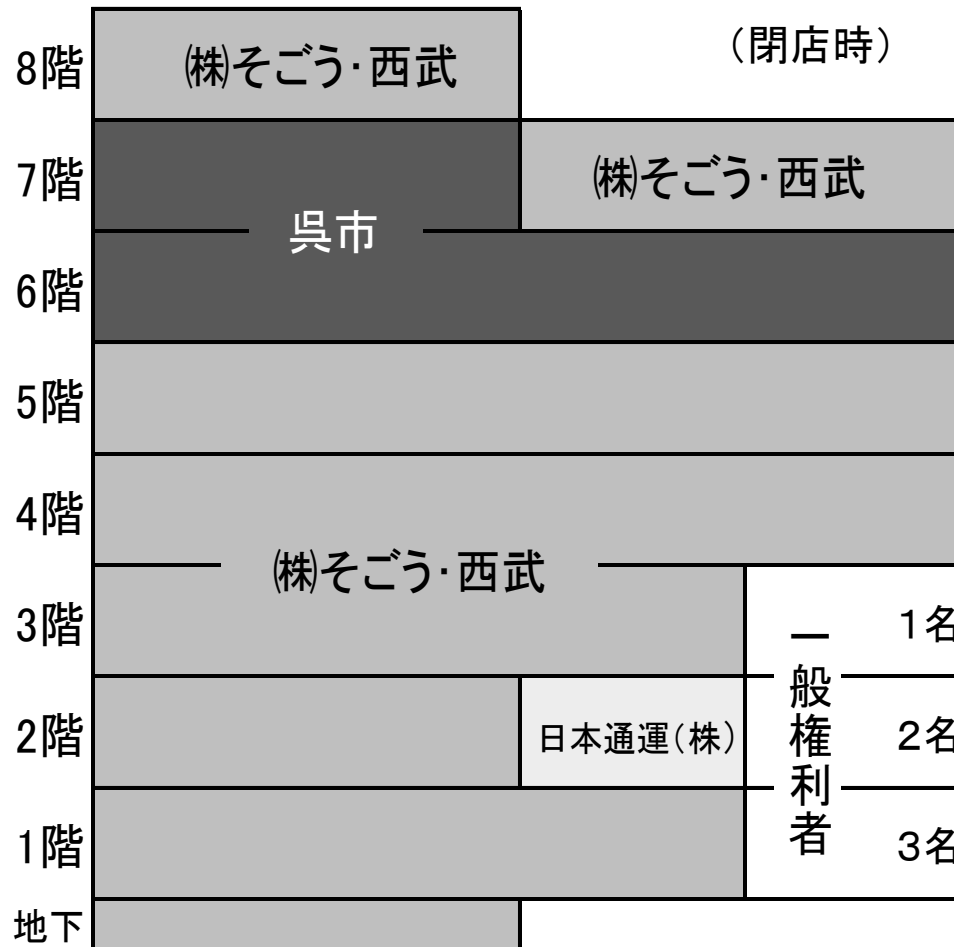 （閉店時）
8階
㈱そごう・西武
7階
㈱そごう・西武
呉市
6階
5階
4階
㈱そごう・西武
3階
1名
一般権利者
2階
日本通運（株）
2名
1階
3名
地下